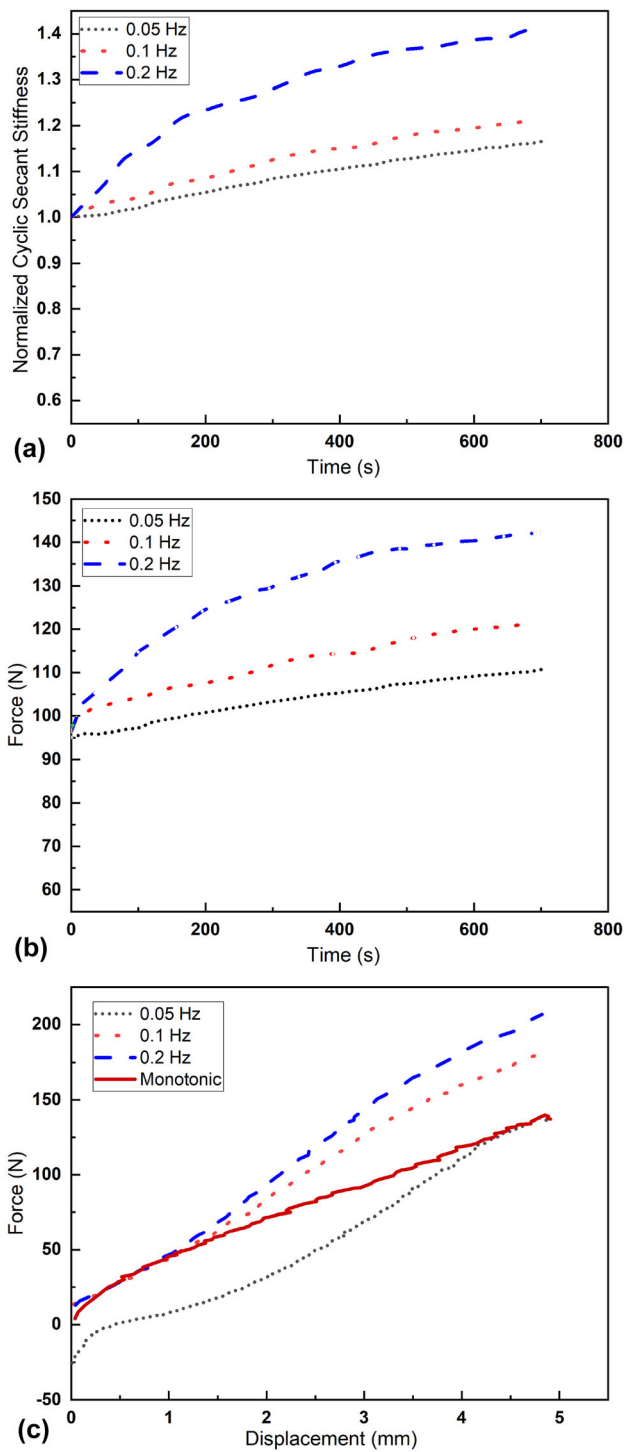 0.05 Hz
0.1 Hz
0.2 Hz
1.4
1.3
1.2
1.1
1.0
0.9
0.8
0.7
0.6
Normalized Cyclic Secant Stiffness
0 200 400 600 800
Time (s)
(a)
0.05 Hz
0.1 Hz
0.2 Hz
150
140
130
120
110
100
90
80
70
60
Force (N)
0 200 400 600 800
Time (s)
(b)
0.05 Hz
0.1 Hz
0.2 Hz
Monotonic
200
150
100
50
0
-50
Force (N)
0 1 2 3 4 5
Displacement (mm)
(c)